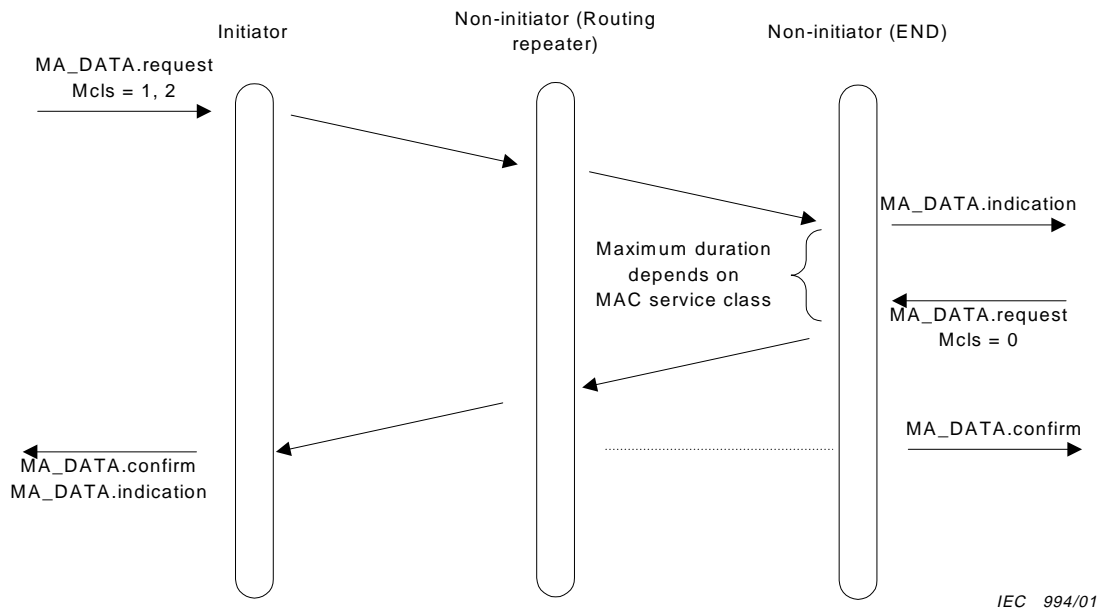 Initiator
Non-initiator (Routing
repeater)
Non-initiator (END)
MA_DATA.request
Mcls = 1, 2
MA_DATA.indication
Maximum duration
depends on
MAC service class
MA_DATA.request
Mcls = 0
MA_DATA.confirm
MA_DATA.confirm
MA_DATA.indication
IEC 994/01